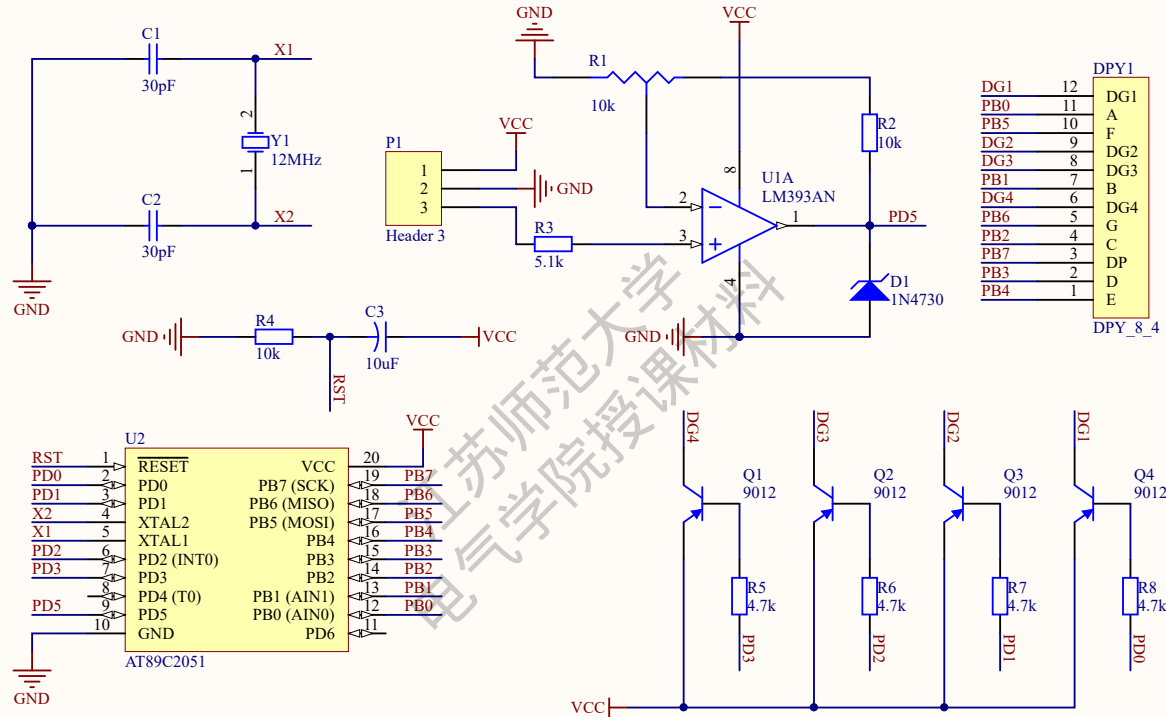 C1
30pF
X1
2
Y1
12MHz
1
C2
30pF
X2
GND
GND
R1
10k
VCC
R2
10k
P1
1
2
3
Header 3
VCC
GND
R3
5.1k
U1A
LM393AN
8
2
3
1
4
PD5
D1
1N4730
GND
DPY1
DG1 12 DG1
PB0 11 A
PB5 10 F
DG2 9 DG2
DG3 8 DG3
PB1 7 B
DG4 6 DG4
PB6 5 G
PB2 4 C
PB7 3 DP
PB3 2 D
PB4 1 E
DPY_8_4
GND
R4
10k
C3
10uF
VCC
RST
江苏师范大学
电气学院授课材料
U2
VCC
RST 1 RESET VCC 20
PD0 2 PD0 PB7 (SCK) 19 PB7
PD1 3 PD1 PB6 (MISO) 18 PB6
X2 4 XTAL2 PB5 (MOSI) 17 PB5
X1 5 XTAL1 PB4 16 PB4
PD2 6 PD2 (INT0) PB3 15 PB3
PD3 7 PD3 PB2 14 PB2
8 PD4 (T0) PB1 (AIN1) 13 PB1
PD5 9 PD5 PB0 (AIN0) 12 PB0
10 GND PD6 11
AT89C2051
GND
DG4
Q1
9012
R5
4.7k
PD3
DG3
Q2
9012
R6
4.7k
PD2
DG2
Q3
9012
R7
4.7k
PD1
DG1
Q4
9012
R8
4.7k
PD0
VCC